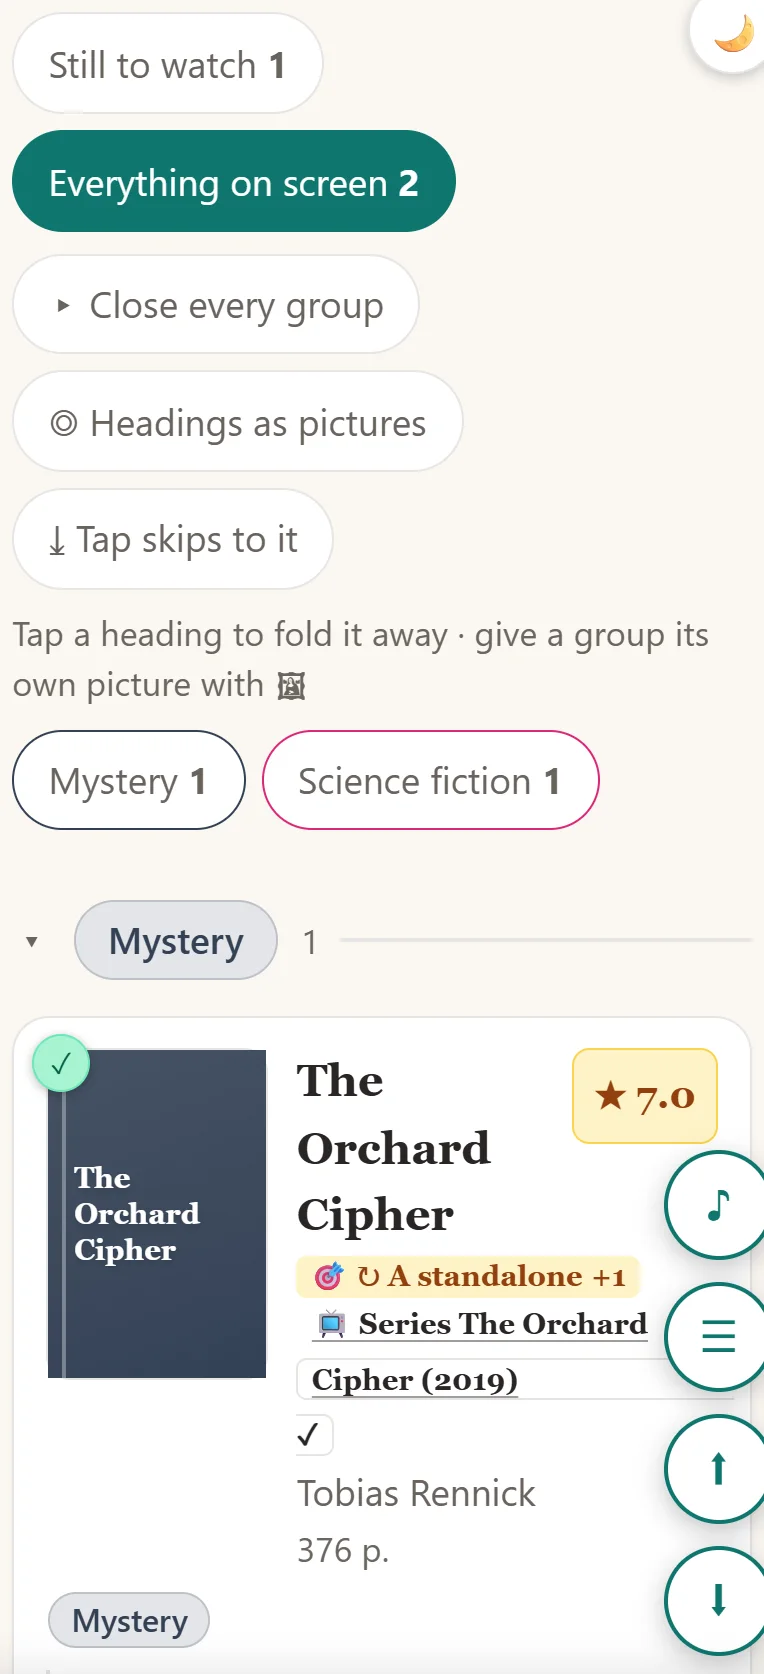 Still to watch 1
Everything on screen 2
▸ Close every group
◎ Headings as pictures
⤓ Tap skips to it
Tap a heading to fold it away · give a group its
own picture with 🖼
Mystery 1
Science fiction 1
▾ Mystery 1
✓
The
Orchard
Cipher
The
Orchard
Cipher
★ 7.0
🎯 ↻ A standalone +1
📺 Series The Orchard
Cipher (2019)
✓
Tobias Rennick
376 p.
Mystery